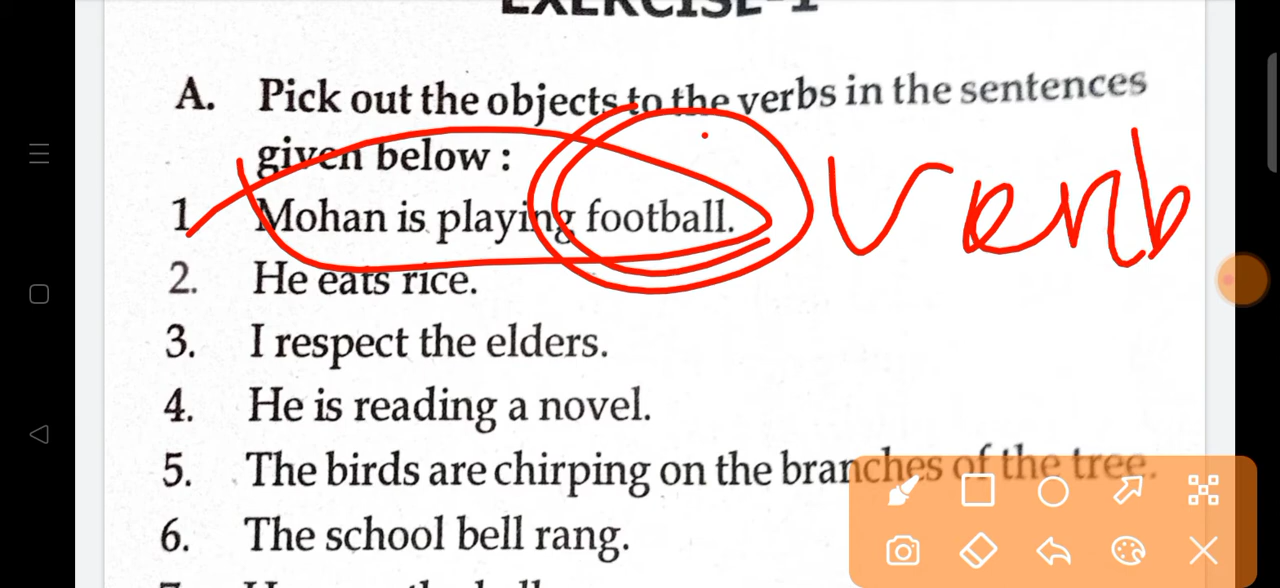 EXERCISE-1
A. Pick out the objects to the verbs in the sentences
given below :
1. Mohan is playing football.
verb
2. He eats rice.
3. I respect the elders.
4. He is reading a novel.
5. The birds are chirping on the branches of the tree.
6. The school bell rang.